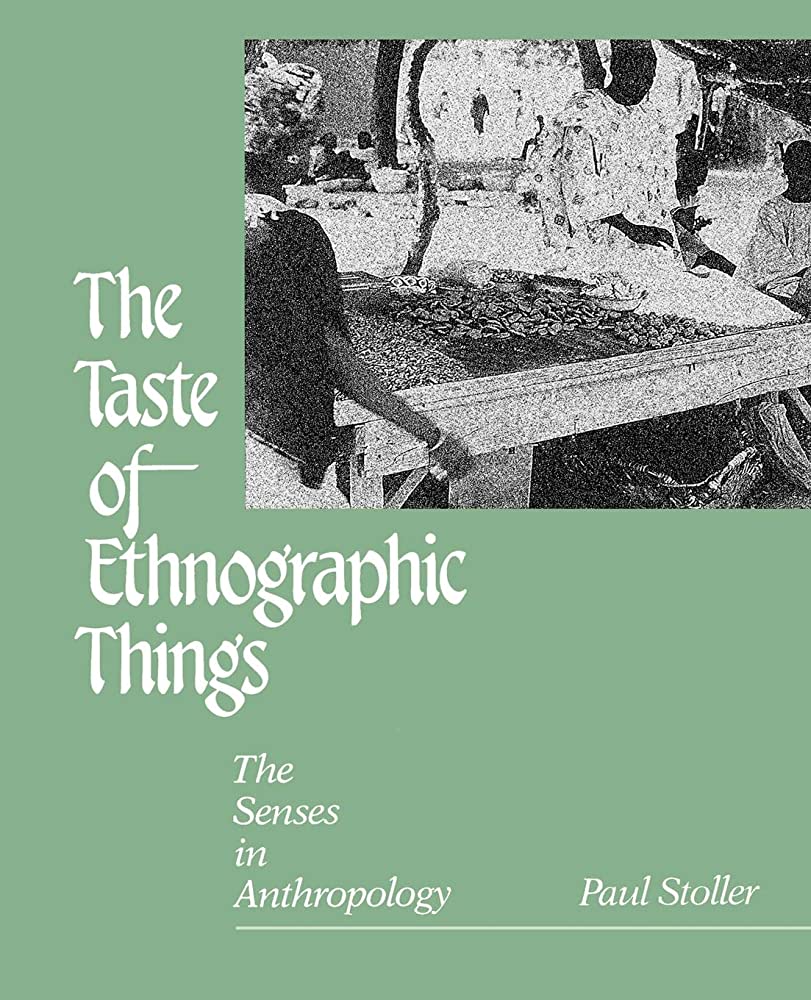 The
Taste
of
Ethnographic
Things
The
Senses
in
Anthropology
Paul Stoller